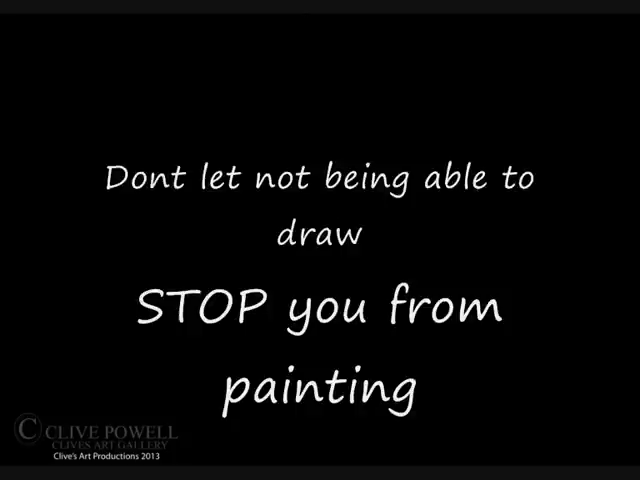 Dont let not being able to
draw
STOP you from
painting
© CLIVE POWELL
CLIVES ART GALLERY
Clive's Art Productions 2013